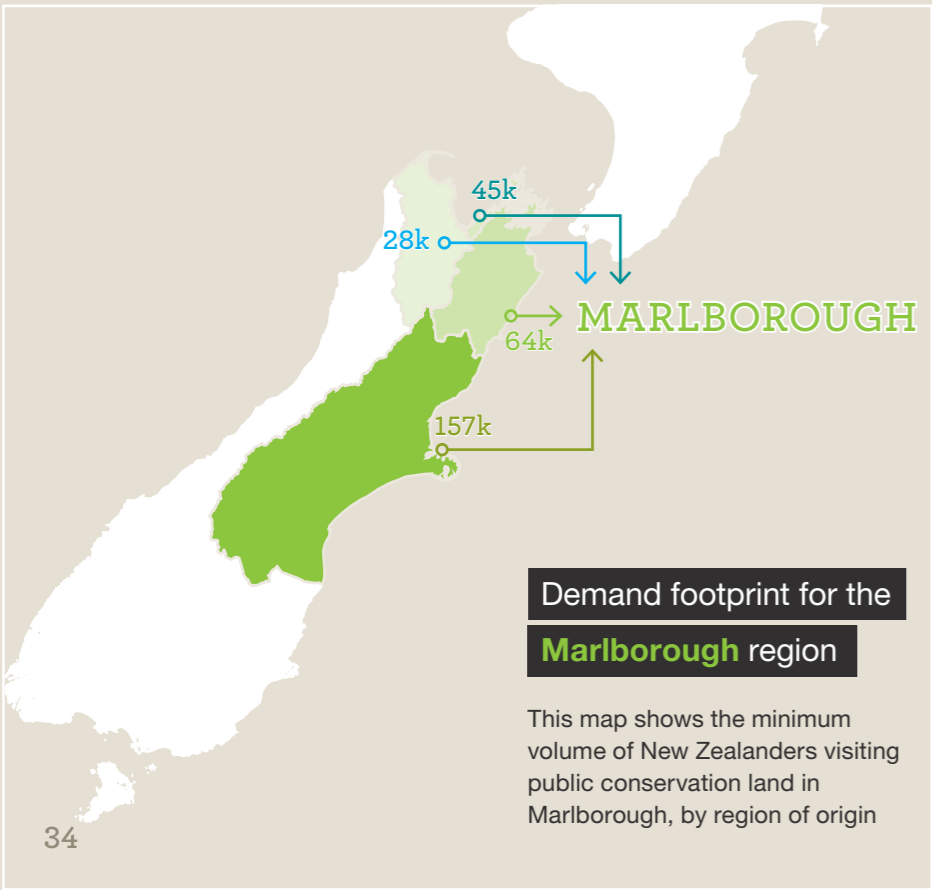 45k
28k
MARLBOROUGH
64k
157k
Demand footprint for the
Marlborough region
This map shows the minimum
volume of New Zealanders visiting
public conservation land in
Marlborough, by region of origin
34